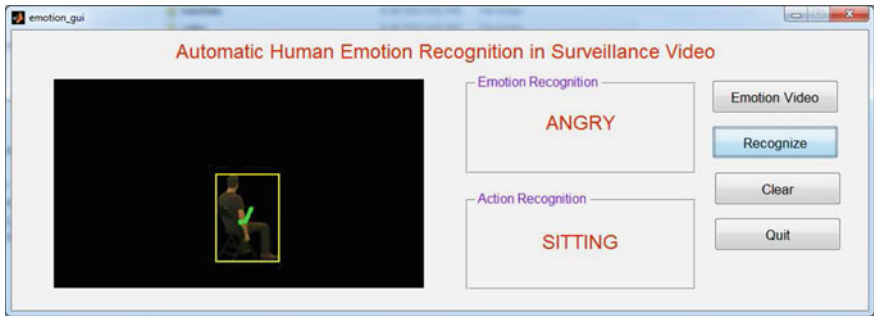 emotion_gui
Automatic Human Emotion Recognition in Surveillance Video
Emotion Recognition
ANGRY
Action Recognition
SITTING
Emotion Video
Recognize
Clear
Quit